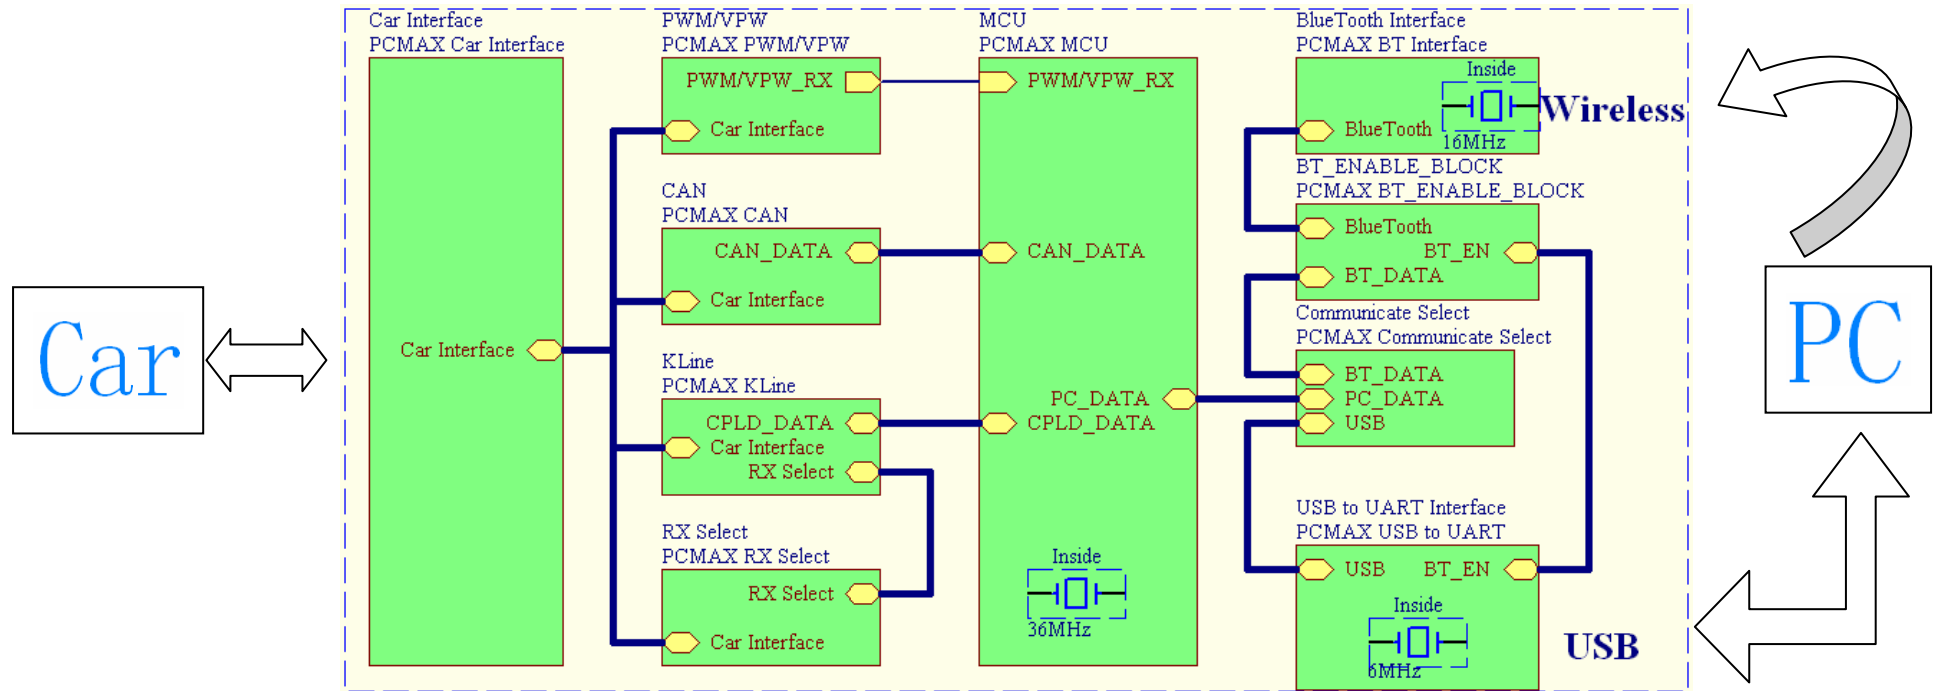 Car
Car Interface
PCMAX Car Interface
Car Interface
PWM/VPW
PCMAX PWM/VPW
PWM/VPW_RX
Car Interface
CAN
PCMAX CAN
CAN_DATA
Car Interface
KLine
PCMAX KLine
CPLD_DATA
Car Interface
RX Select
RX Select
PCMAX RX Select
RX Select
Car Interface
MCU
PCMAX MCU
PWM/VPW_RX
CAN_DATA
PC_DATA
CPLD_DATA
Inside
36MHz
BlueTooth Interface
PCMAX BT Interface
Inside
BlueTooth
16MHz
Wireless
BT_ENABLE_BLOCK
PCMAX BT_ENABLE_BLOCK
BlueTooth
BT_EN
BT_DATA
Communicate Select
PCMAX Communicate Select
BT_DATA
PC_DATA
USB
USB to UART Interface
PCMAX USB to UART
USB BT_EN
Inside
6MHz
USB
PC